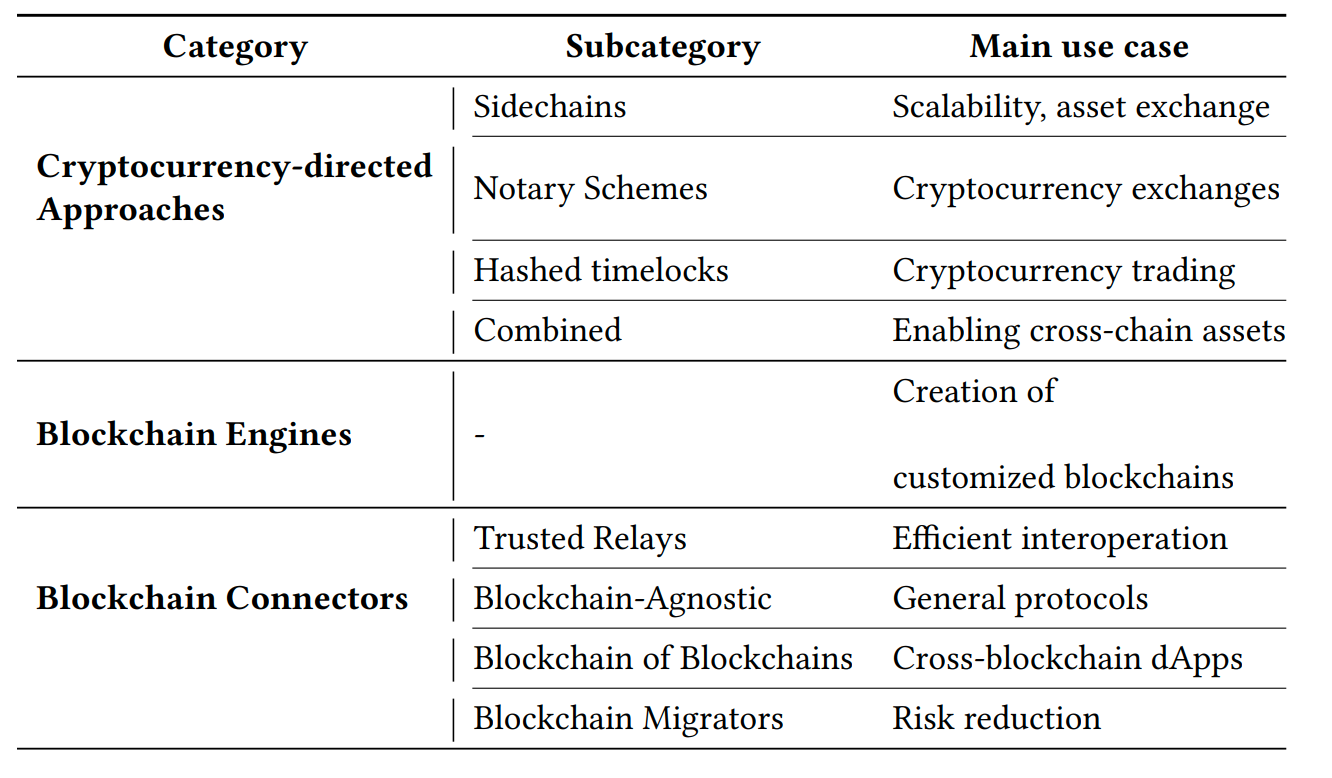 Category Subcategory Main use case
Sidechains Scalability, asset exchange
Cryptocurrency-directed
Approaches
Notary Schemes Cryptocurrency exchanges
Hashed timelocks Cryptocurrency trading
Combined Enabling cross-chain assets
Blockchain Engines - Creation of
customized blockchains
Trusted Relays Efficient interoperation
Blockchain Connectors Blockchain-Agnostic General protocols
Blockchain of Blockchains Cross-blockchain dApps
Blockchain Migrators Risk reduction